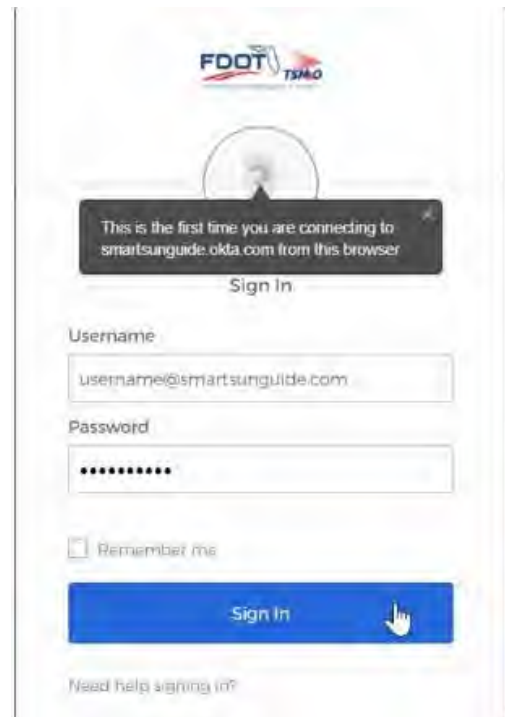 FDOT
TSM&O
This is the first time you are connecting to
smartsunguide.okta.com from this browser
Sign In
Username
username@smartsunguide.com
Password
••••••••••
Remember me
Sign In
Need help signing in?